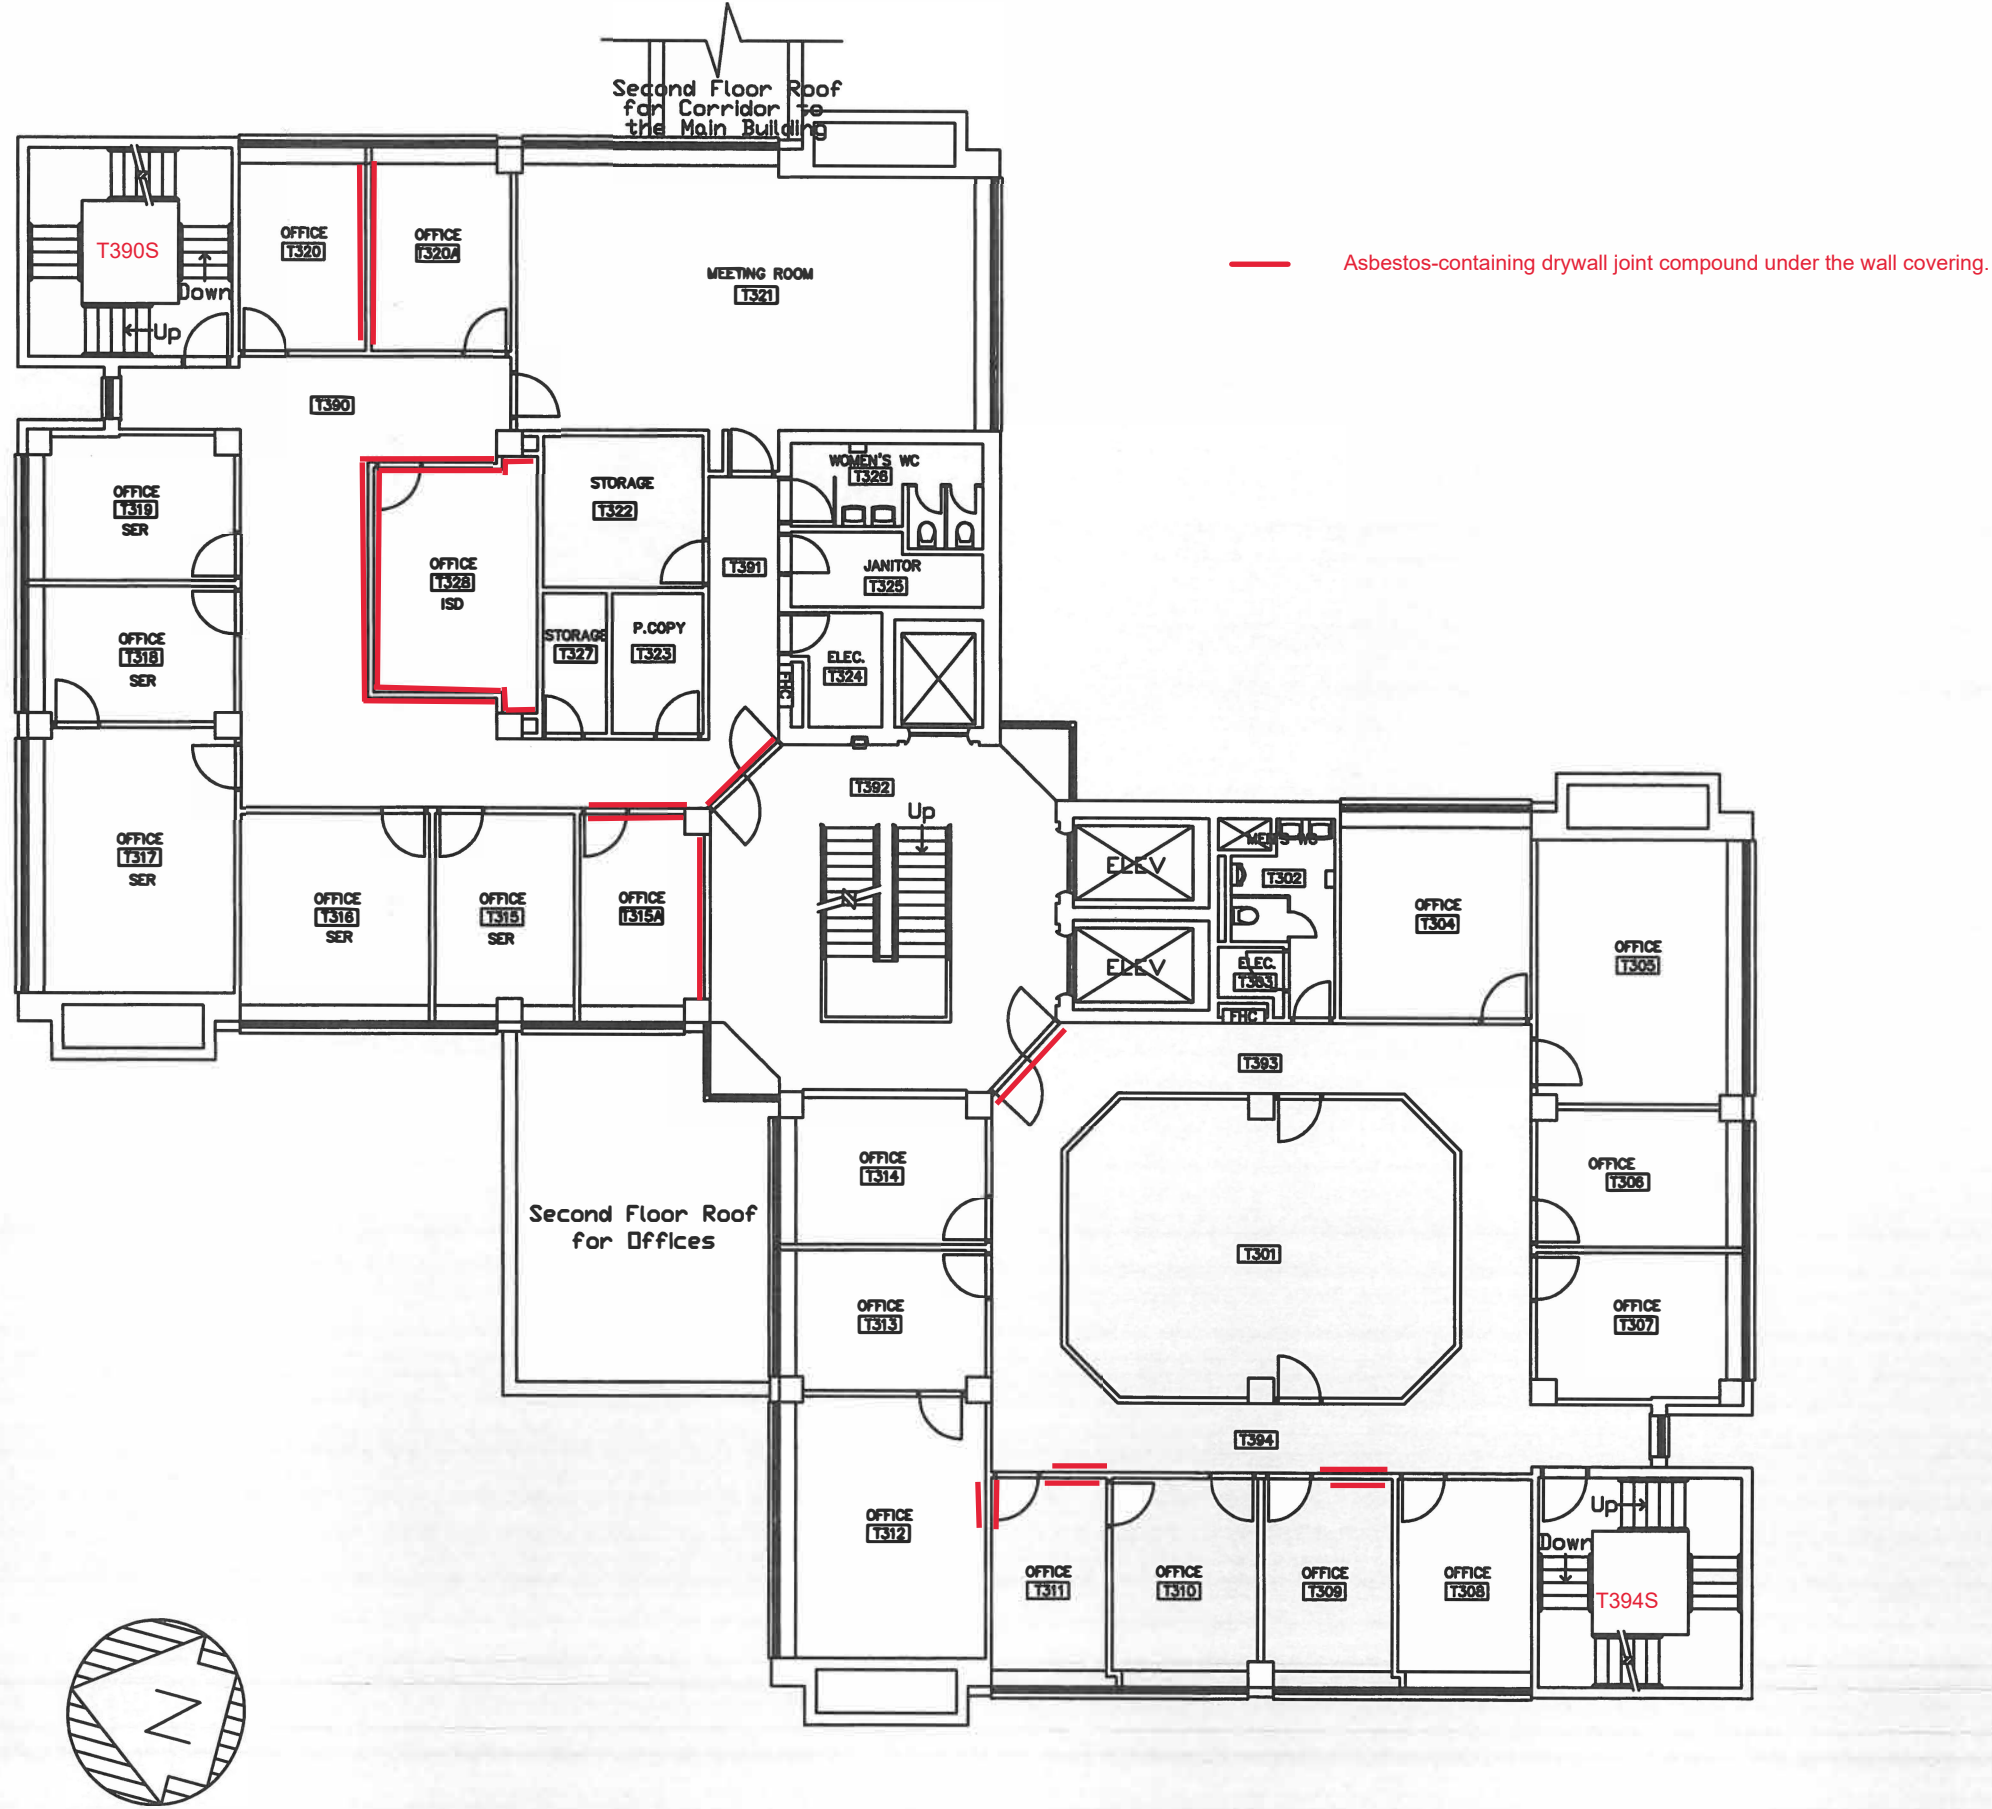 Second Floor Roof
for Corridor to
the Main Building
T390S
Down
Up
OFFICE
T320
OFFICE
T320A
MEETING ROOM
T321
Asbestos-containing drywall joint compound under the wall covering.
T390
OFFICE
T319
SER
OFFICE
T318
SER
OFFICE
T317
SER
OFFICE
T328
ISD
STORAGE
T322
STORAGE
T327
P.COPY
T323
T391
WOMEN'S WC
T326
JANITOR
T325
ELEC.
T324
FHC
T392
Up
OFFICE
T316
SER
OFFICE
T315
SER
OFFICE
T315A
ELEV
ELEV
MEN'S WC
T302
ELEC.
T303
FHC
OFFICE
T304
OFFICE
T305
T393
OFFICE
T306
OFFICE
T307
T301
Second Floor Roof
for Offices
OFFICE
T314
OFFICE
T313
T394
OFFICE
T312
OFFICE
T311
OFFICE
T310
OFFICE
T309
OFFICE
T308
Up
Down
T394S
N